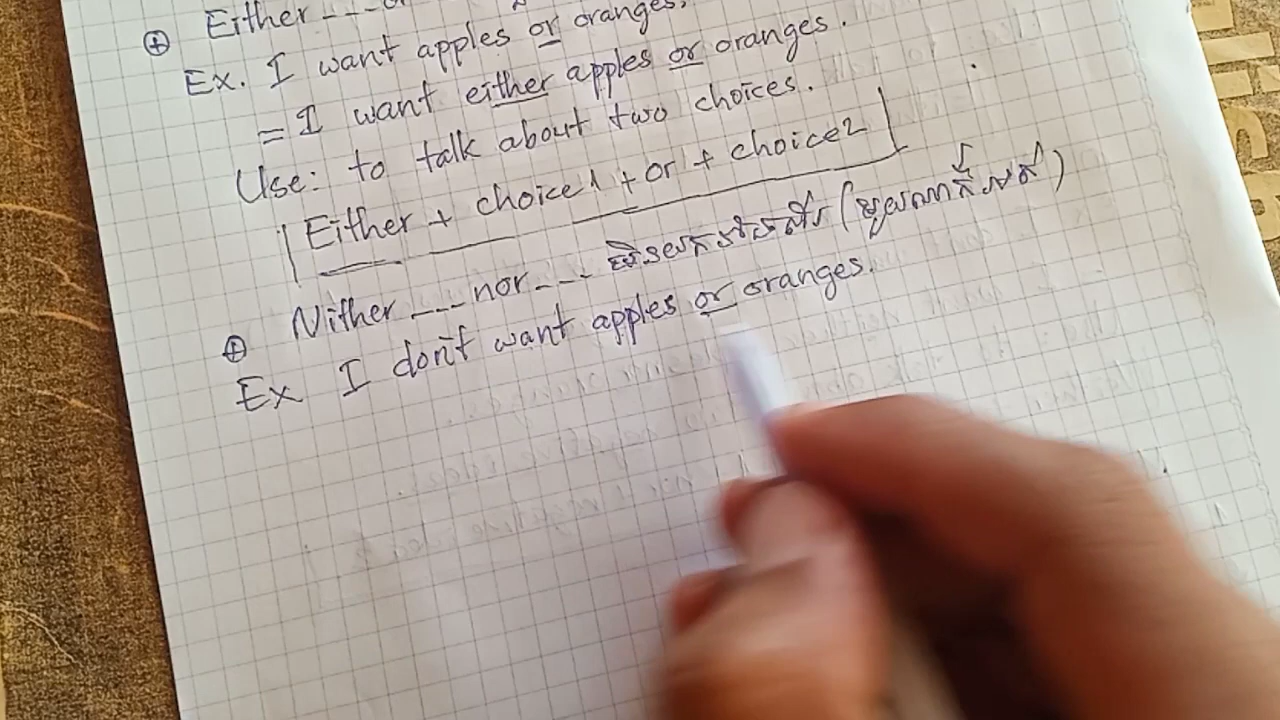 ⊕ Either ---or
Ex. I want apples or oranges.
= I want either apples or oranges.
Use: to talk about two choices.
Either + choice1 + or + choice2
⊕ Nither ---nor---
Ex I don't want apples or oranges.